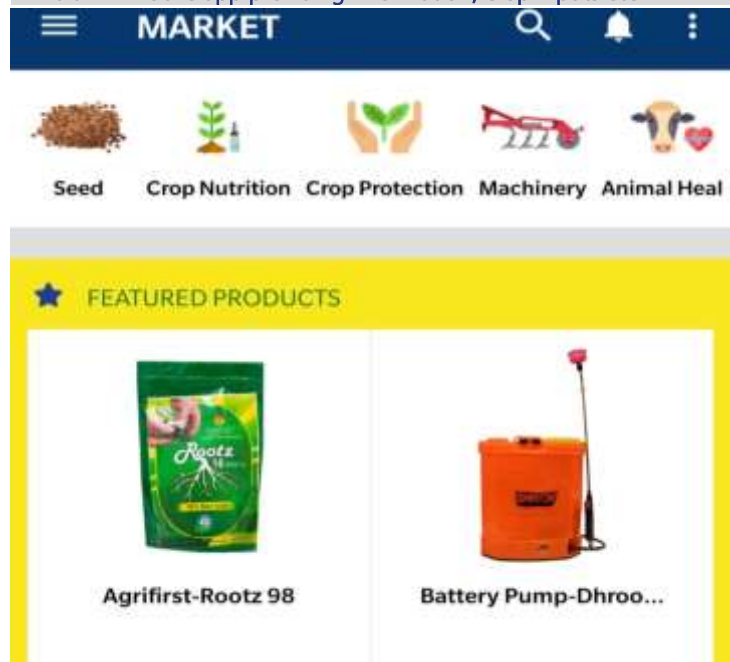 MARKET
Seed
Crop Nutrition
Crop Protection
Machinery
Animal Heal
FEATURED PRODUCTS
Rootz
Agrifirst-Rootz 98
Battery Pump-Dhroo...